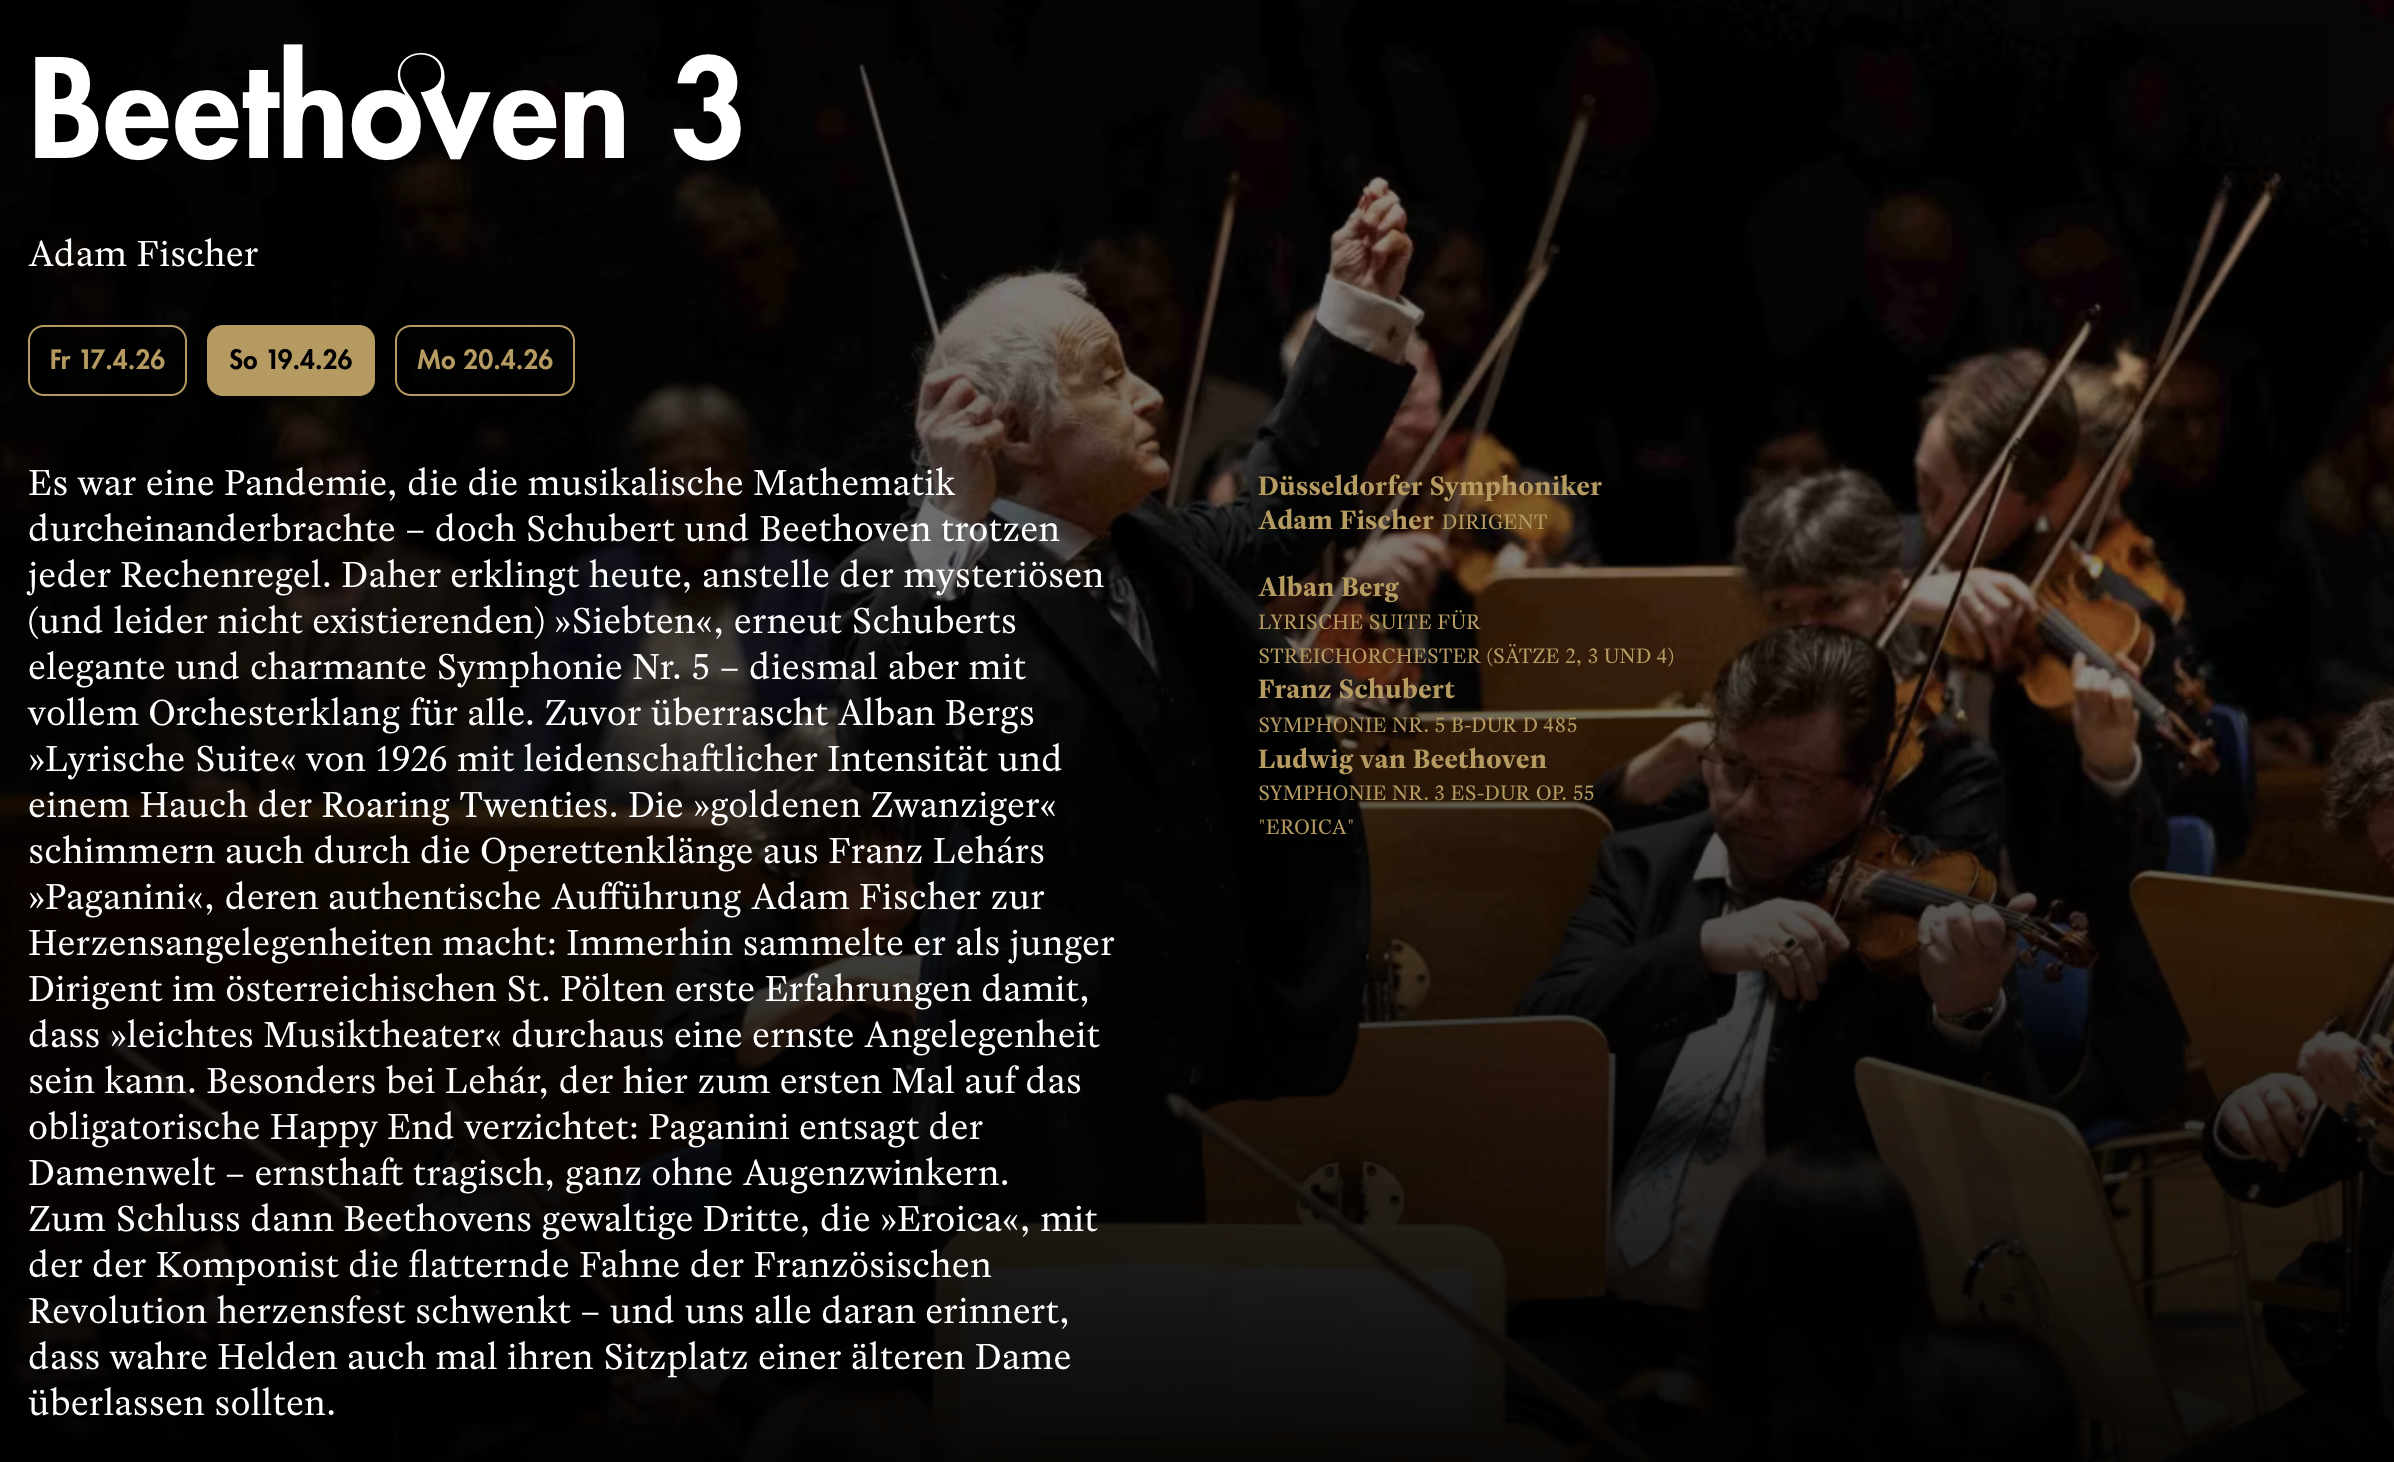 Beethoven 3
Adam Fischer
Fr 17.4.26
So 19.4.26
Mo 20.4.26
Es war eine Pandemie, die die musikalische Mathematik
durcheinanderbrachte – doch Schubert und Beethoven trotzen
jeder Rechenregel. Daher erklingt heute, anstelle der mysteriösen
(und leider nicht existierenden) »Siebten«, erneut Schuberts
elegante und charmante Symphonie Nr. 5 – diesmal aber mit
vollem Orchesterklang für alle. Zuvor überrascht Alban Bergs
»Lyrische Suite« von 1926 mit leidenschaftlicher Intensität und
einem Hauch der Roaring Twenties. Die »goldenen Zwanziger«
schimmern auch durch die Operettenklänge aus Franz Lehárs
»Paganini«, deren authentische Aufführung Adam Fischer zur
Herzensangelegenheiten macht: Immerhin sammelte er als junger
Dirigent im österreichischen St. Pölten erste Erfahrungen damit,
dass »leichtes Musiktheater« durchaus eine ernste Angelegenheit
sein kann. Besonders bei Lehár, der hier zum ersten Mal auf das
obligatorische Happy End verzichtet: Paganini entsagt der
Damenwelt – ernsthaft tragisch, ganz ohne Augenzwinkern.
Zum Schluss dann Beethovens gewaltige Dritte, die »Eroica«, mit
der der Komponist die flatternde Fahne der Französischen
Revolution herzensfest schwenkt – und uns alle daran erinnert,
dass wahre Helden auch mal ihren Sitzplatz einer älteren Dame
überlassen sollten.
Düsseldorfer Symphoniker
Adam Fischer DIRIGENT
Alban Berg
LYRISCHE SUITE FÜR
STREICHORCHESTER (SÄTZE 2, 3 UND 4)
Franz Schubert
SYMPHONIE NR. 5 B-DUR D 485
Ludwig van Beethoven
SYMPHONIE NR. 3 ES-DUR OP. 55
"EROICA"